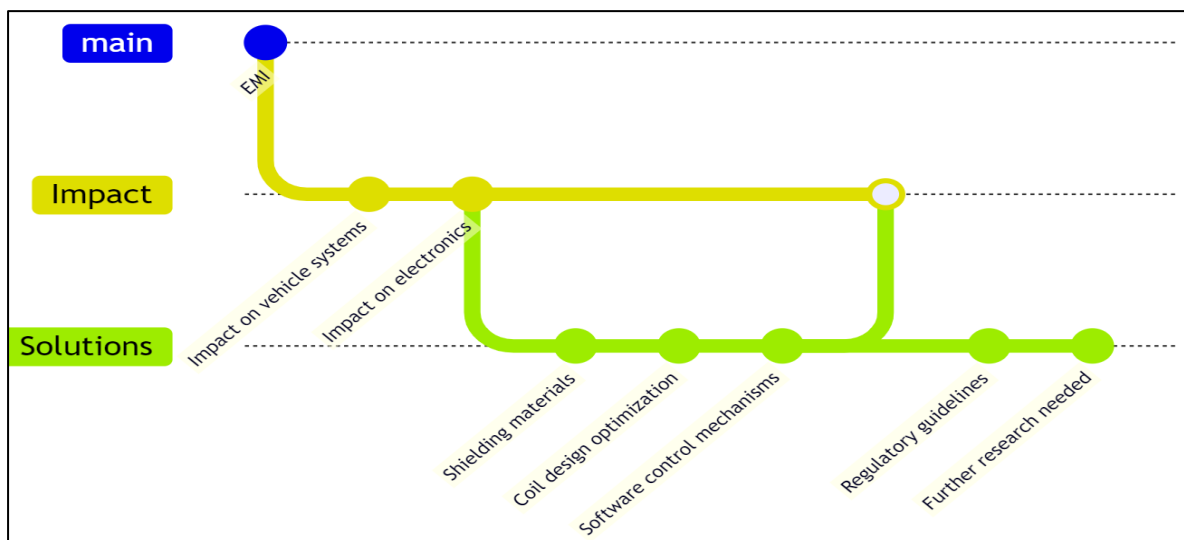 main
EMI
Impact
Impact on vehicle systems
Impact on electronics
Solutions
Shielding materials
Coil design optimization
Software control mechanisms
Regulatory guidelines
Further research needed